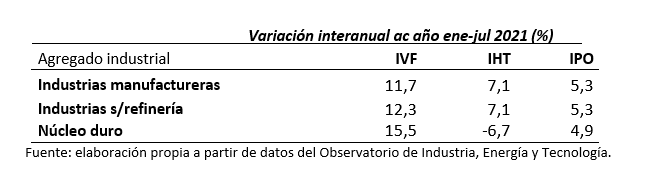 Variación interanual ac año ene-jul 2021 (%)
Agregado industrial IVF IHT IPO
Industrias manufactureras 11,7 7,1 5,3
Industrias s/refinería 12,3 7,1 5,3
Núcleo duro 15,5 -6,7 4,9
Fuente: elaboración propia a partir de datos del Observatorio de Industria, Energía y Tecnología.